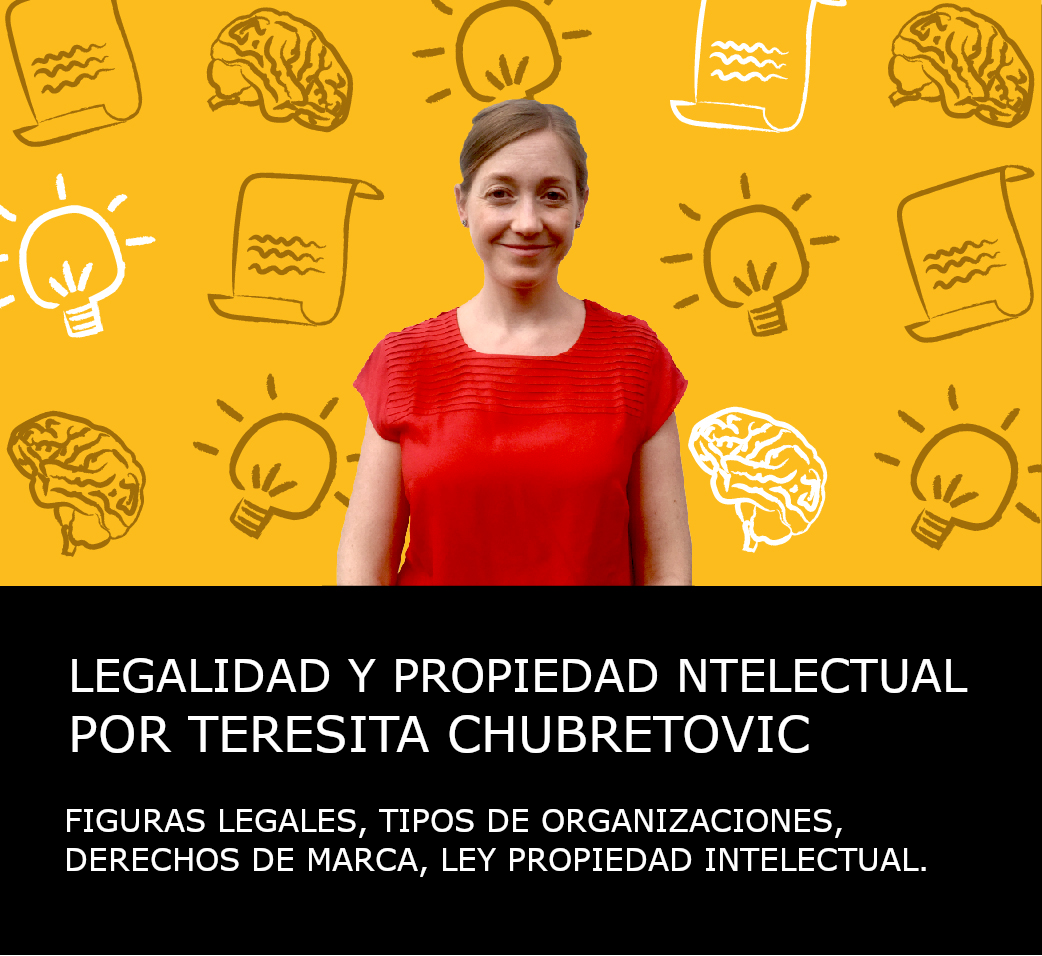 LEGALIDAD Y PROPIEDAD NTELECTUAL
POR TERESITA CHUBRETOVIC
FIGURAS LEGALES, TIPOS DE ORGANIZACIONES,
DERECHOS DE MARCA, LEY PROPIEDAD INTELECTUAL.